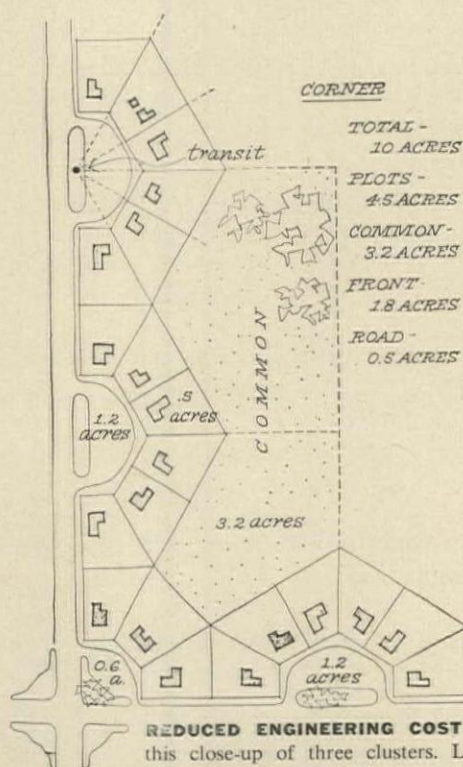 CORNER
TOTAL -
10 ACRES
PLOTS -
4.5 ACRES
COMMON -
3.2 ACRES
FRONT -
1.8 ACRES
ROAD -
0.5 ACRES
transit
COMMON
.5
acres
1.2
acres
3.2 acres
0.6
a.
1.2
acres
REDUCED ENGINEERING COST
this close-up of three clusters. L